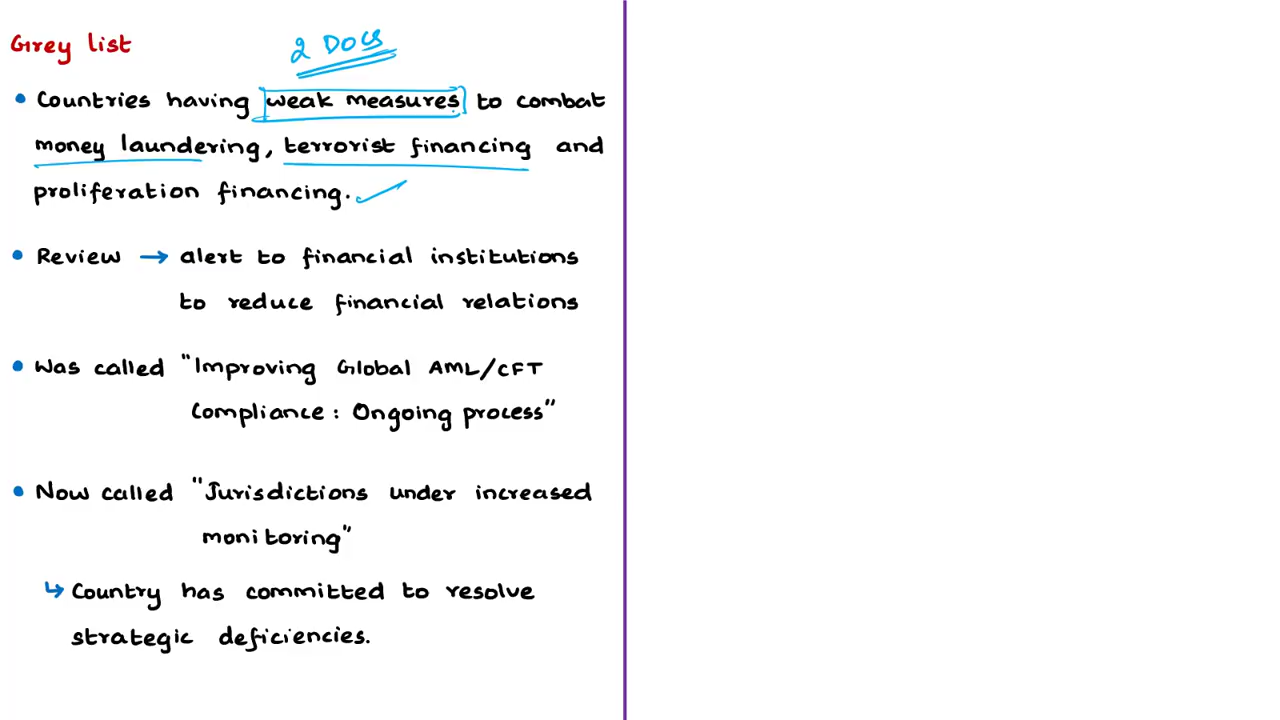 Grey list
2 DOCS
• Countries having weak measures to combat
money laundering, terrorist financing and
proliferation financing.
• Review → alert to financial institutions
to reduce financial relations
• Was called "Improving Global AML/CFT
Compliance: Ongoing process"
• Now called "Jurisdictions under increased
monitoring"
↳ Country has committed to resolve
strategic deficiencies.